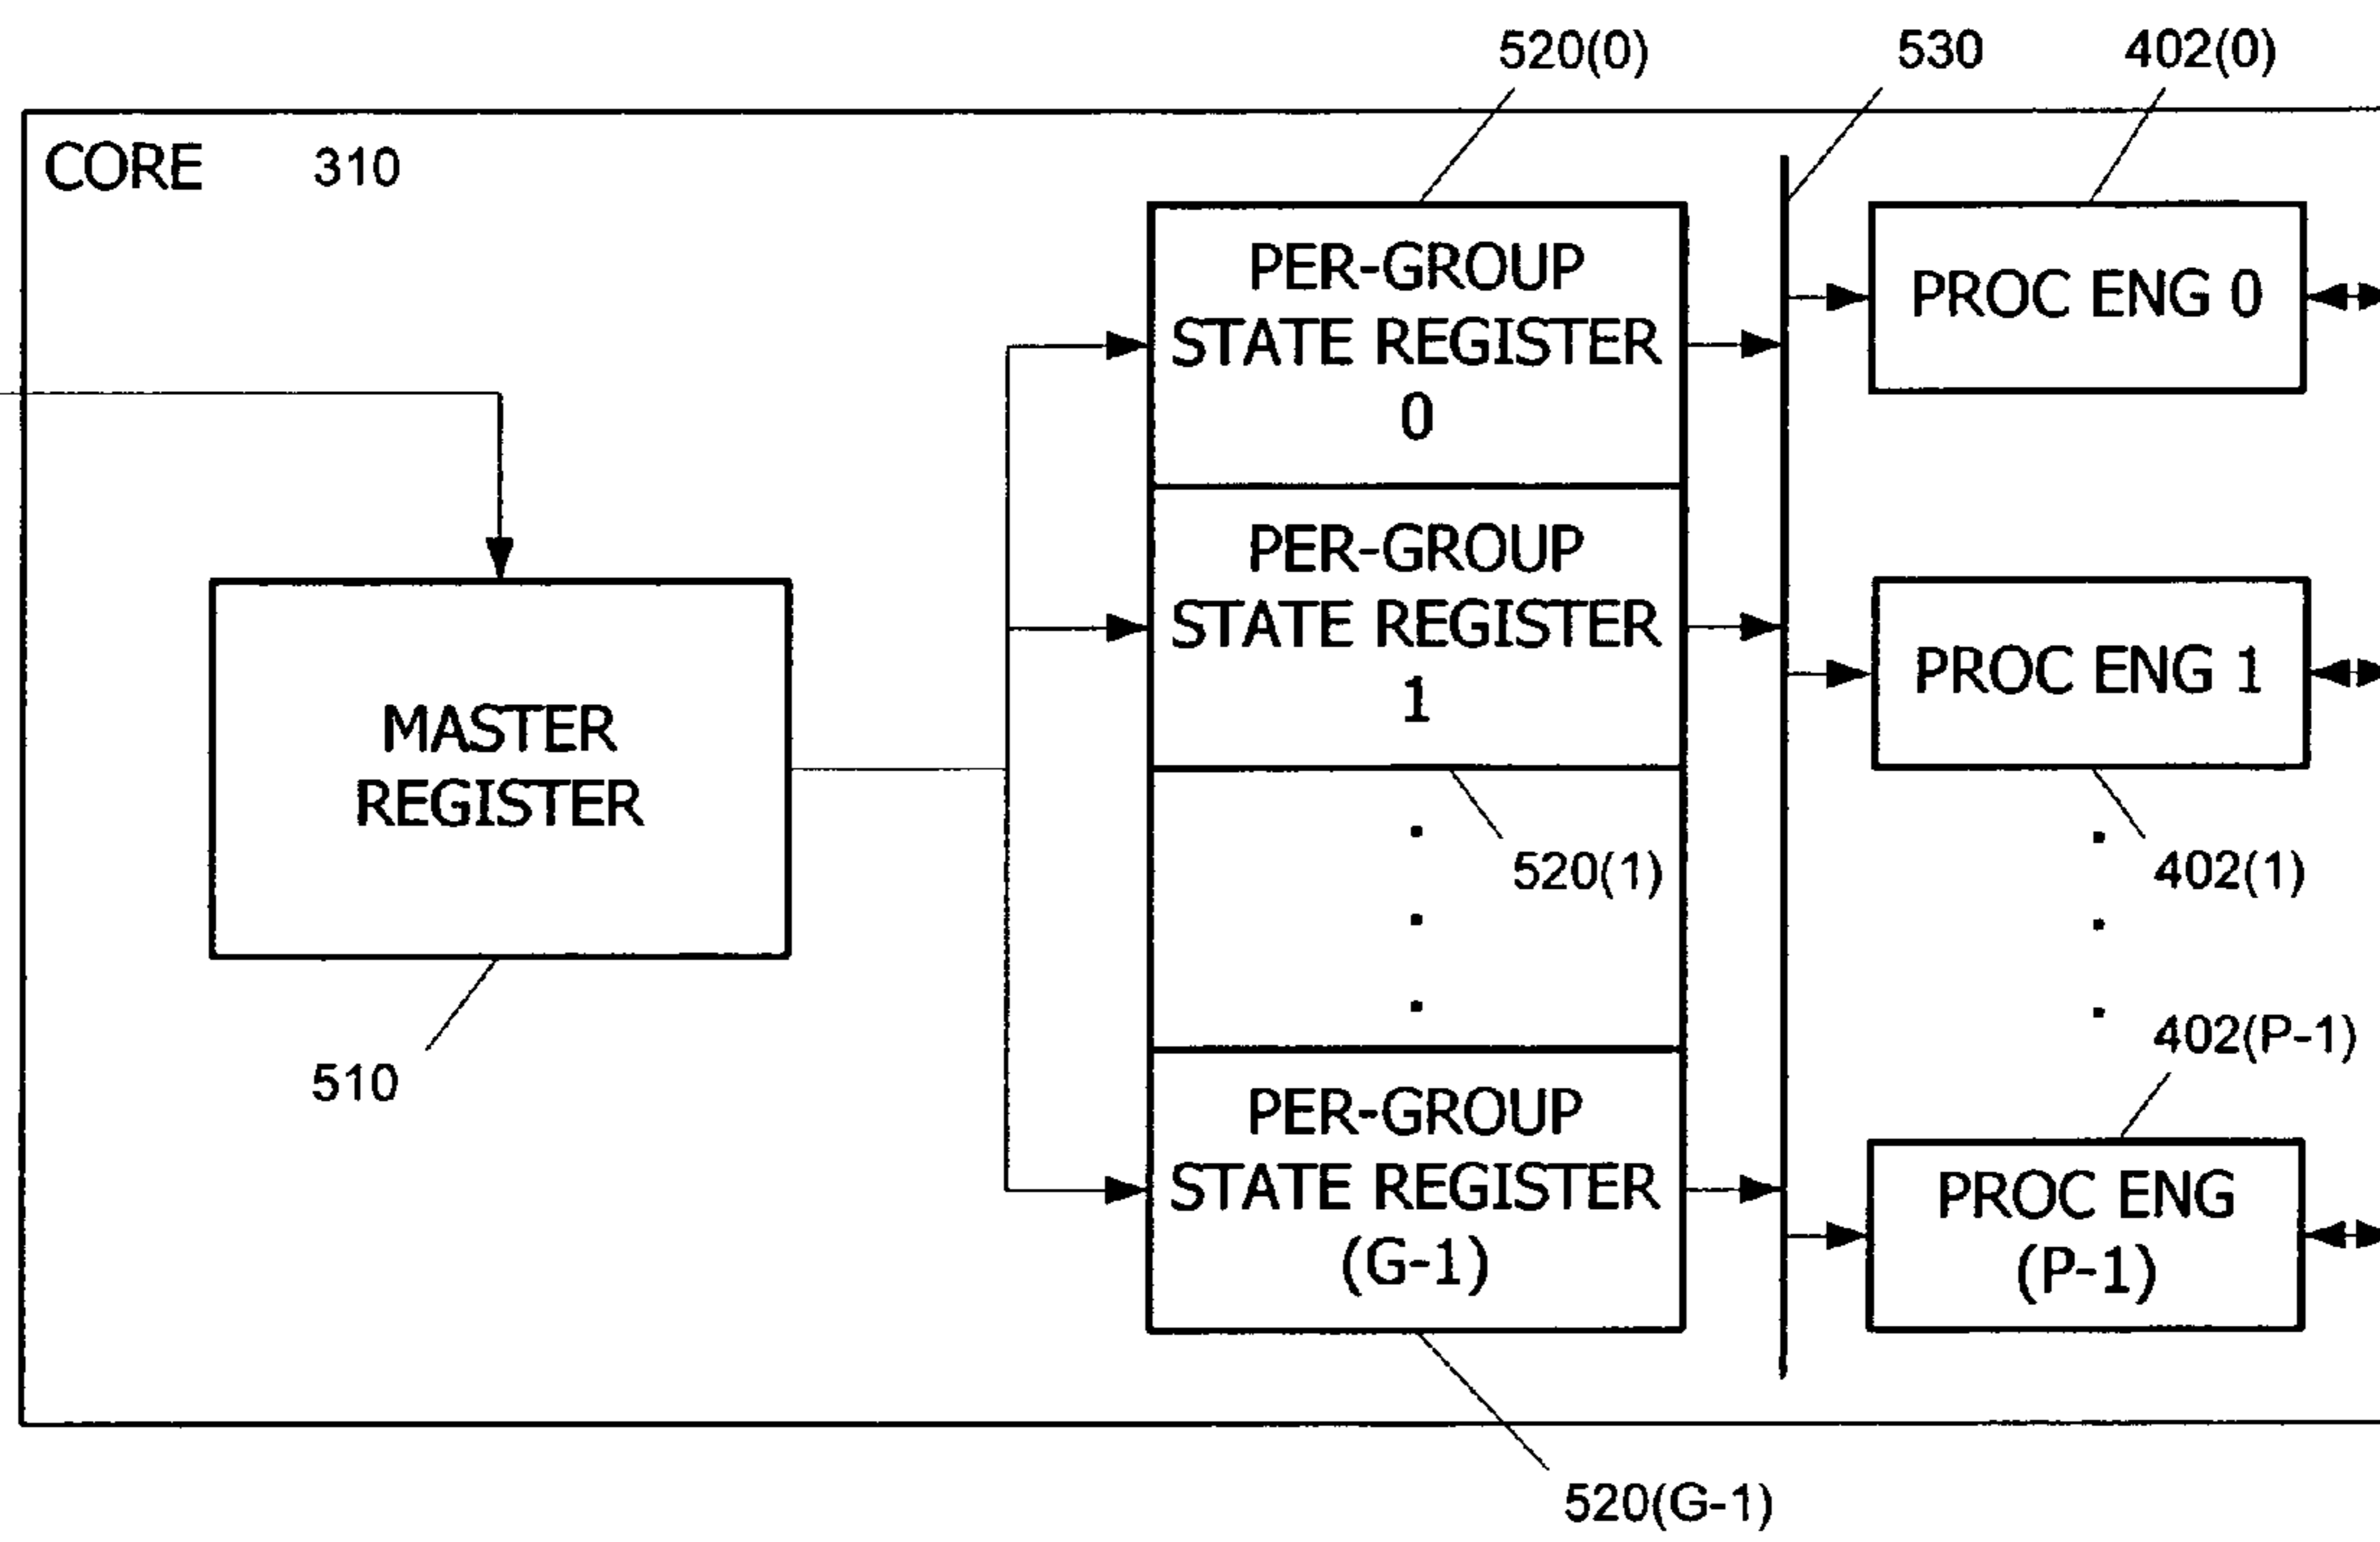 520(0)
530
402(0)
CORE 310
PER-GROUP
STATE REGISTER
0
PROC ENG 0
PER-GROUP
STATE REGISTER
1
PROC ENG 1
MASTER
REGISTER
520(1)
402(1)
510
402(P-1)
PER-GROUP
STATE REGISTER
(G-1)
PROC ENG
(P-1)
520(G-1)